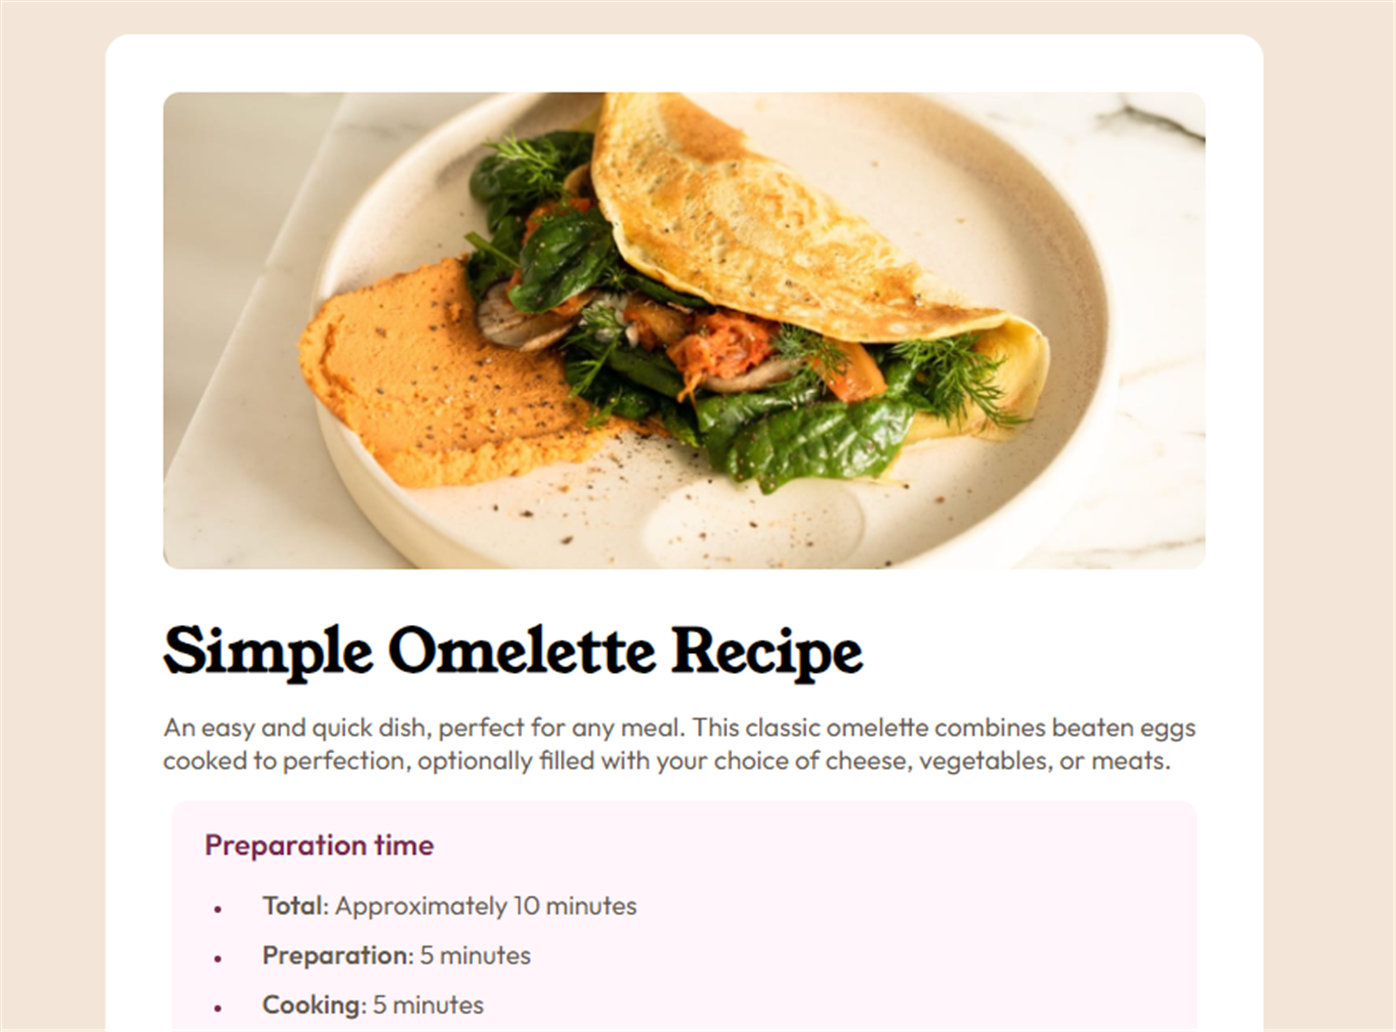 Simple Omelette Recipe
An easy and quick dish, perfect for any meal. This classic omelette combines beaten eggs
cooked to perfection, optionally filled with your choice of cheese, vegetables, or meats.
Preparation time
• Total: Approximately 10 minutes
• Preparation: 5 minutes
• Cooking: 5 minutes